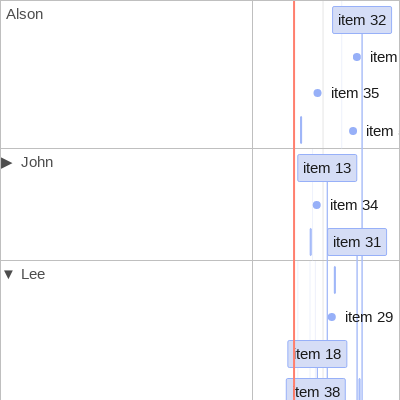 Alson
item 32
item
item 35
item
▶ John
item 13
item 34
item 31
▼ Lee
item 29
item 18
item 38